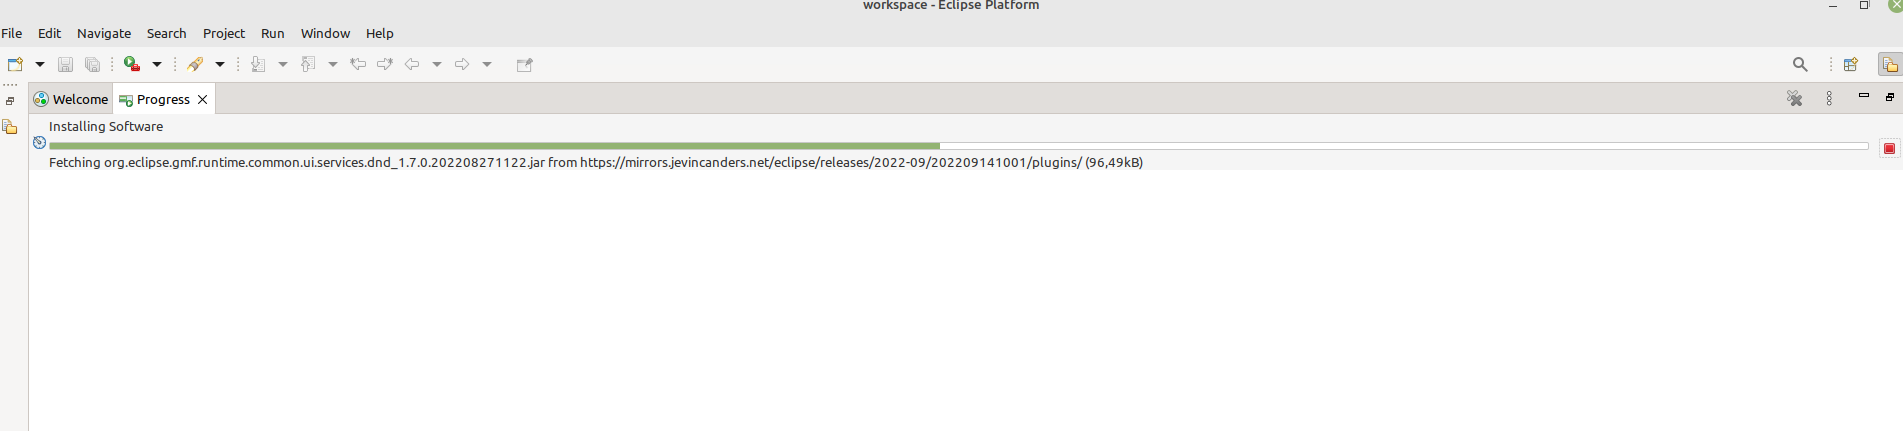 workspace - Eclipse Platform
File Edit Navigate Search Project Run Window Help
Welcome Progress
Installing Software
Fetching org.eclipse.gmf.runtime.common.ui.services.dnd_1.7.0.202208271122.jar from https://mirrors.jevincanders.net/eclipse/releases/2022-09/202209141001/plugins/ (96,49kB)